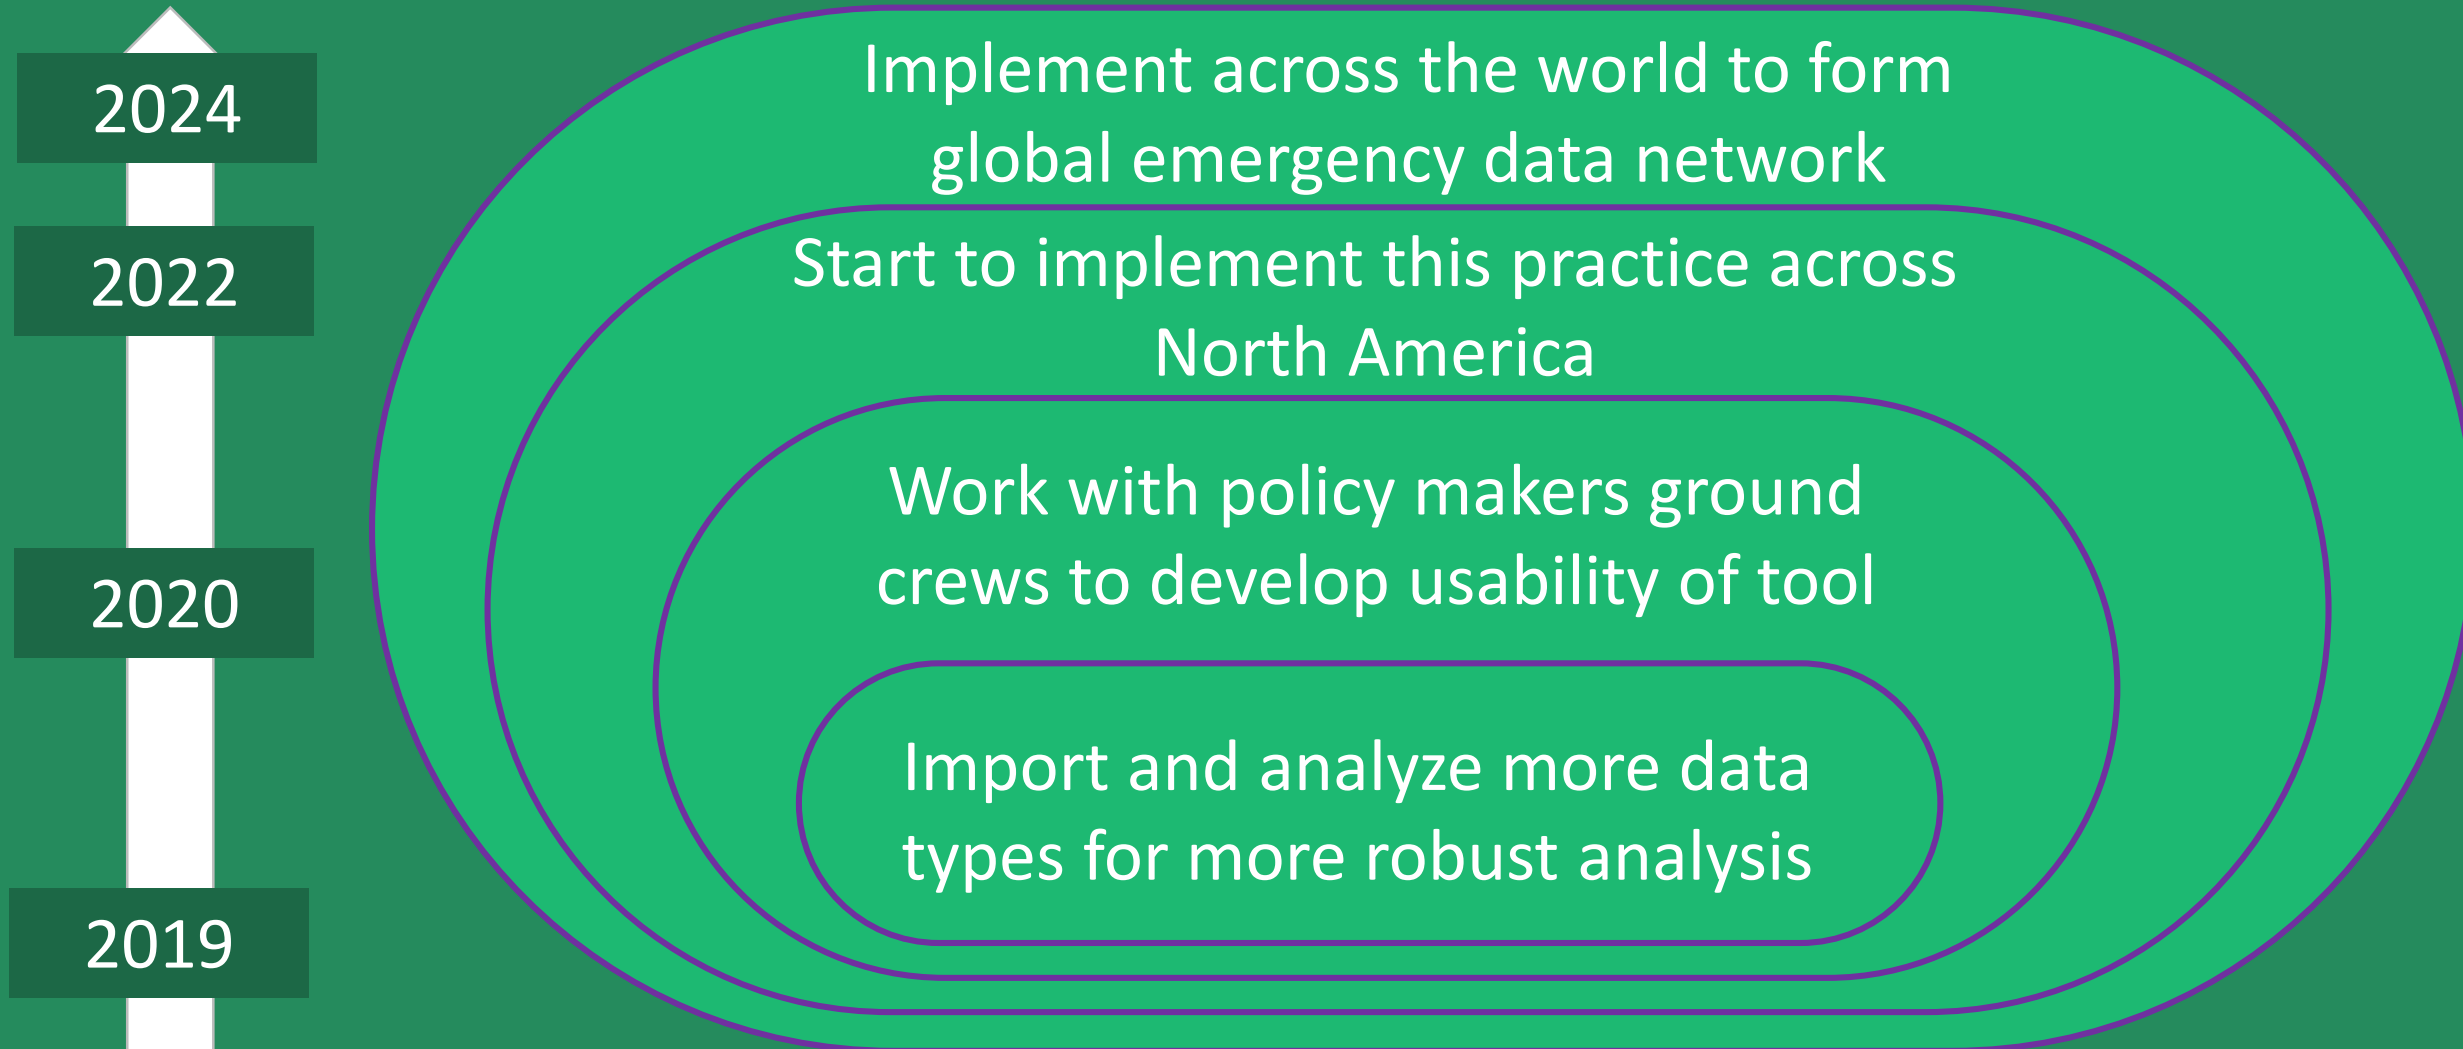 2024
Implement across the world to form
global emergency data network
2022
Start to implement this practice across
North America
2020
Work with policy makers ground
crews to develop usability of tool
2019
Import and analyze more data
types for more robust analysis